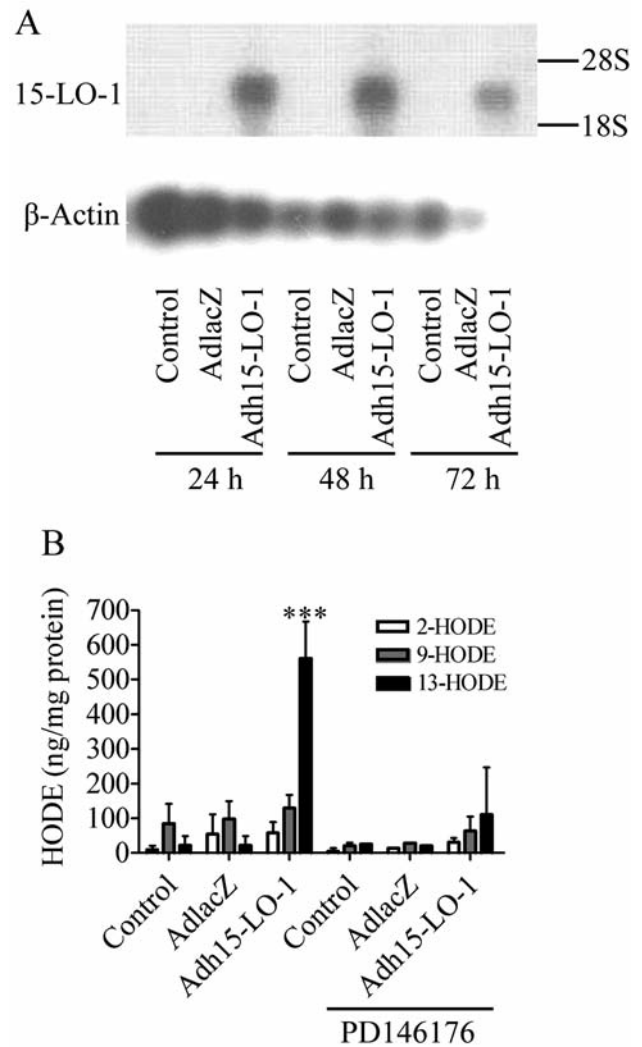 A
15-LO-1
28S
18S
β-Actin
Control
AdlacZ
Adh15-LO-1
Control
AdlacZ
Adh15-LO-1
Control
AdlacZ
Adh15-LO-1
24 h
48 h
72 h
B
HODE (ng/mg protein)
700
600
500
400
300
200
100
0
***
2-HODE
9-HODE
13-HODE
Control
AdlacZ
Adh15-LO-1
Control
AdlacZ
Adh15-LO-1
PD146176